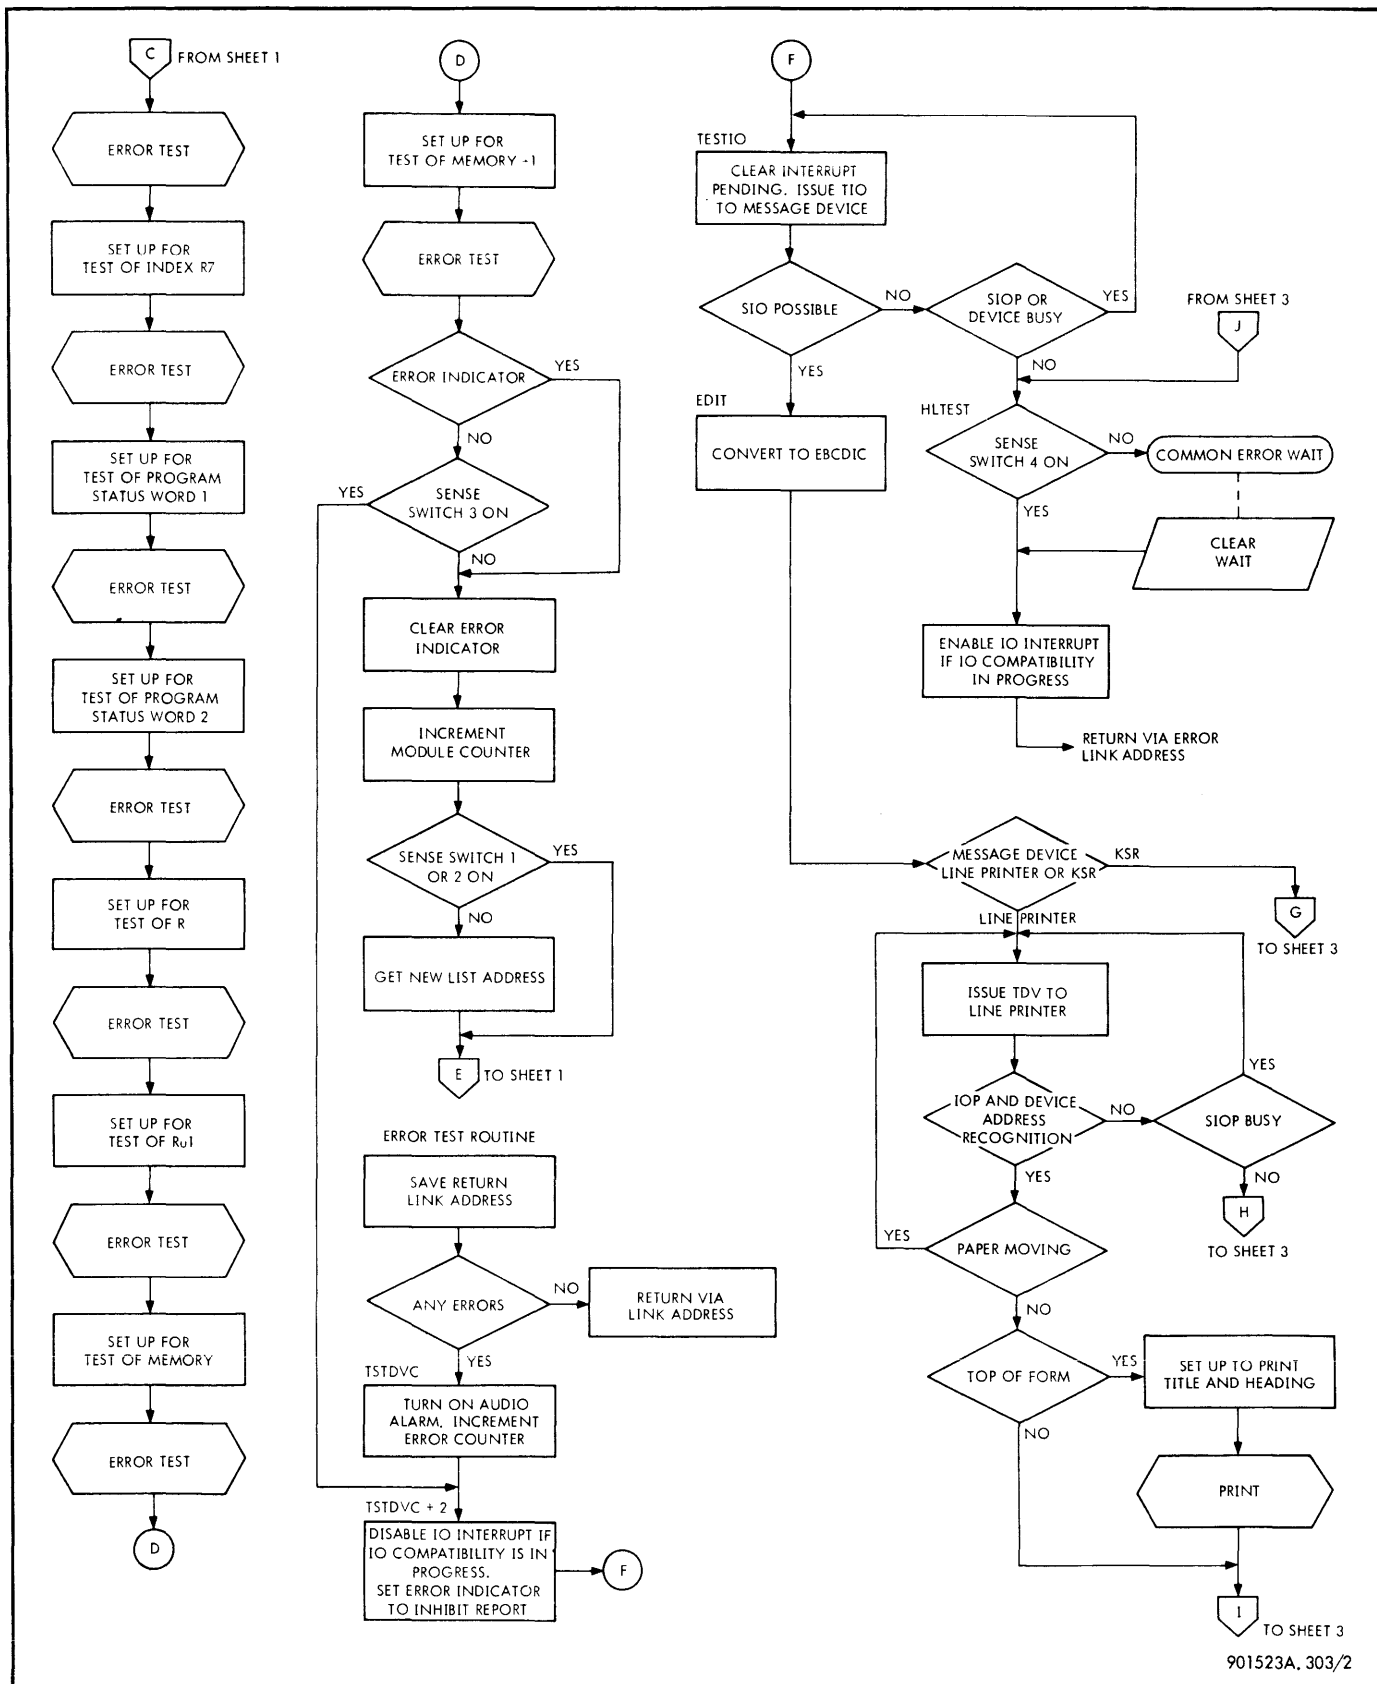 C
FROM SHEET 1
ERROR TEST
SET UP FOR
TEST OF INDEX R7
ERROR TEST
SET UP FOR
TEST OF PROGRAM
STATUS WORD 1
ERROR TEST
SET UP FOR
TEST OF PROGRAM
STATUS WORD 2
ERROR TEST
SET UP FOR
TEST OF R
ERROR TEST
SET UP FOR
TEST OF Ru1
ERROR TEST
SET UP FOR
TEST OF MEMORY
ERROR TEST
D
D
SET UP FOR
TEST OF MEMORY -1
ERROR TEST
ERROR INDICATOR
YES
NO
YES
SENSE
SWITCH 3 ON
NO
CLEAR ERROR
INDICATOR
INCREMENT
MODULE COUNTER
SENSE SWITCH 1
OR 2 ON
YES
NO
GET NEW LIST ADDRESS
E
TO SHEET 1
ERROR TEST ROUTINE
SAVE RETURN
LINK ADDRESS
ANY ERRORS
NO
RETURN VIA
LINK ADDRESS
YES
TSTDVC
TURN ON AUDIO
ALARM, INCREMENT
ERROR COUNTER
TSTDVC + 2
DISABLE IO INTERRUPT IF
IO COMPATIBILITY IS IN
PROGRESS.
SET ERROR INDICATOR
TO INHIBIT REPORT
F
F
TESTIO
CLEAR INTERRUPT
PENDING. ISSUE TIO
TO MESSAGE DEVICE
SIO POSSIBLE
NO
SIOP OR
DEVICE BUSY
YES
YES
NO
FROM SHEET 3
J
EDIT
CONVERT TO EBCDIC
HLTEST
SENSE
SWITCH 4 ON
NO
COMMON ERROR WAIT
YES
CLEAR
WAIT
ENABLE IO INTERRUPT
IF IO COMPATIBILITY
IN PROGRESS
RETURN VIA ERROR
LINK ADDRESS
MESSAGE DEVICE
LINE PRINTER OR KSR
KSR
G
TO SHEET 3
LINE PRINTER
ISSUE TDV TO
LINE PRINTER
IOP AND DEVICE
ADDRESS
RECOGNITION
NO
SIOP BUSY
YES
NO
H
TO SHEET 3
YES
YES
PAPER MOVING
NO
TOP OF FORM
YES
SET UP TO PRINT
TITLE AND HEADING
NO
PRINT
I
TO SHEET 3
901523A. 303/2